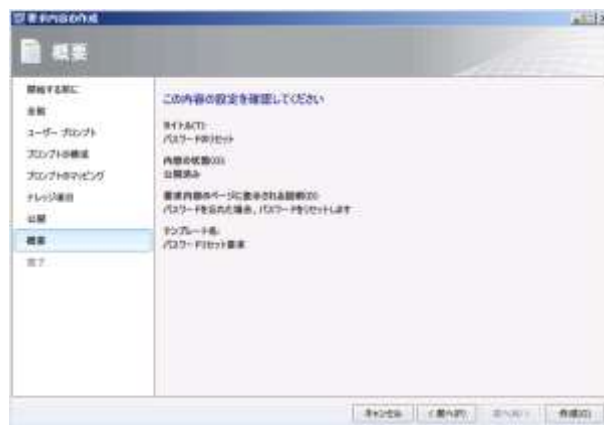 要求内容の作成
概要
開始する前に
全般
ユーザー プロンプト
プロンプトの構成
プロンプトのマッピング
ナレッジ項目
公開
概要
完了
この内容の設定を確認してください
タイトル(T):
パスワードのリセット
内容の状態(O):
公開済み
要求内容のページに表示される説明(D):
パスワードを忘れた場合、パスワードをリセットします
テンプレート名:
パスワードリセット要求
キャンセル
< 前へ(P)
次へ(N) >
作成(C)